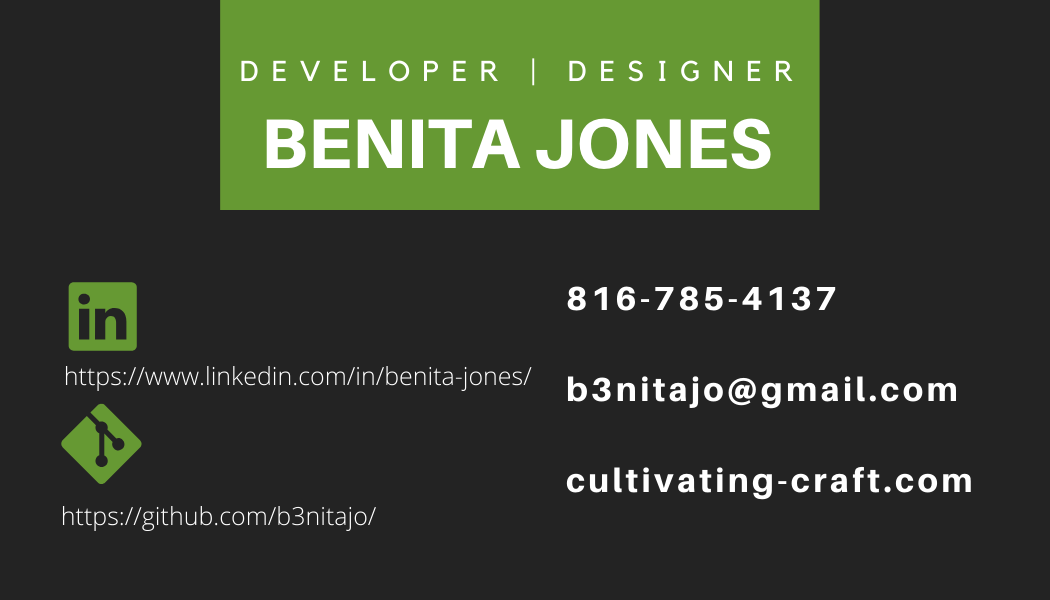 DEVELOPER | DESIGNER
BENITA JONES
in
https://www.linkedin.com/in/benita-jones/
https://github.com/b3nitajo/
816-785-4137
b3nitajo@gmail.com
cultivating-craft.com